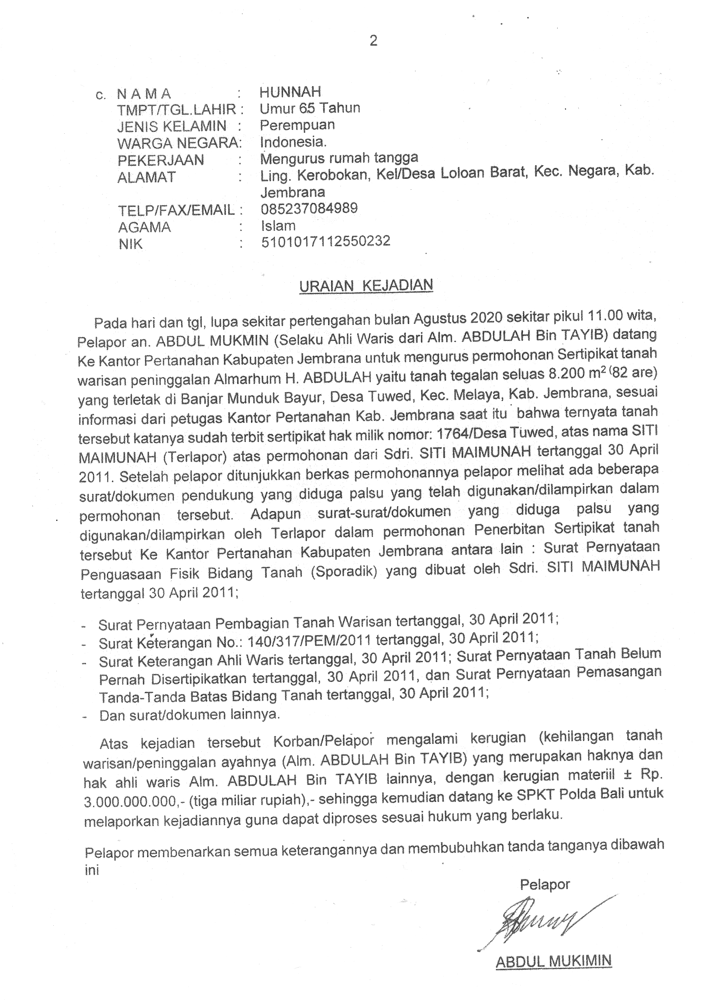 2
c. N A M A : HUNNAH
TMPT/TGL.LAHIR : Umur 65 Tahun
JENIS KELAMIN : Perempuan
WARGA NEGARA: Indonesia.
PEKERJAAN : Mengurus rumah tangga
ALAMAT : Ling. Kerobokan, Kel/Desa Loloan Barat, Kec. Negara, Kab.
Jembrana
TELP/FAX/EMAIL : 085237084989
AGAMA : Islam
NIK : 5101017112550232
URAIAN KEJADIAN
Pada hari dan tgl, lupa sekitar pertengahan bulan Agustus 2020 sekitar pikul 11.00 wita,
Pelapor an. ABDUL MUKMIN (Selaku Ahli Waris dari Alm. ABDULAH Bin TAYIB) datang
Ke Kantor Pertanahan Kabupaten Jembrana untuk mengurus permohonan Sertipikat tanah
warisan peninggalan Almarhum H. ABDULAH yaitu tanah tegalan seluas 8.200 m² (82 are)
yang terletak di Banjar Munduk Bayur, Desa Tuwed, Kec. Melaya, Kab. Jembrana, sesuai
informasi dari petugas Kantor Pertanahan Kab. Jembrana saat itu bahwa ternyata tanah
tersebut katanya sudah terbit sertipikat hak milik nomor: 1764/Desa Tuwed, atas nama SITI
MAIMUNAH (Terlapor) atas permohonan dari Sdri. SITI MAIMUNAH tertanggal 30 April
2011. Setelah pelapor ditunjukkan berkas permohonannya pelapor melihat ada beberapa
surat/dokumen pendukung yang diduga palsu yang telah digunakan/dilampirkan dalam
permohonan tersebut. Adapun surat-surat/dokumen yang diduga palsu yang
digunakan/dilampirkan oleh Terlapor dalam permohonan Penerbitan Sertipikat tanah
tersebut Ke Kantor Pertanahan Kabupaten Jembrana antara lain : Surat Pernyataan
Penguasaan Fisik Bidang Tanah (Sporadik) yang dibuat oleh Sdri. SITI MAIMUNAH
tertanggal 30 April 2011;
- Surat Pernyataan Pembagian Tanah Warisan tertanggal, 30 April 2011;
- Surat Keterangan No.: 140/317/PEM/2011 tertanggal, 30 April 2011;
- Surat Keterangan Ahli Waris tertanggal, 30 April 2011; Surat Pernyataan Tanah Belum
Pernah Disertipikatkan tertanggal, 30 April 2011, dan Surat Pernyataan Pemasangan
Tanda-Tanda Batas Bidang Tanah tertanggal, 30 April 2011;
- Dan surat/dokumen lainnya.
Atas kejadian tersebut Korban/Pelapor mengalami kerugian (kehilangan tanah
warisan/peninggalan ayahnya (Alm. ABDULAH Bin TAYIB) yang merupakan haknya dan
hak ahli waris Alm. ABDULAH Bin TAYIB lainnya, dengan kerugian materiil ± Rp.
3.000.000.000,- (tiga miliar rupiah),- sehingga kemudian datang ke SPKT Polda Bali untuk
melaporkan kejadiannya guna dapat diproses sesuai hukum yang berlaku.
Pelapor membenarkan semua keterangannya dan membubuhkan tanda tanganya dibawah
ini
Pelapor
ABDUL MUKIMIN